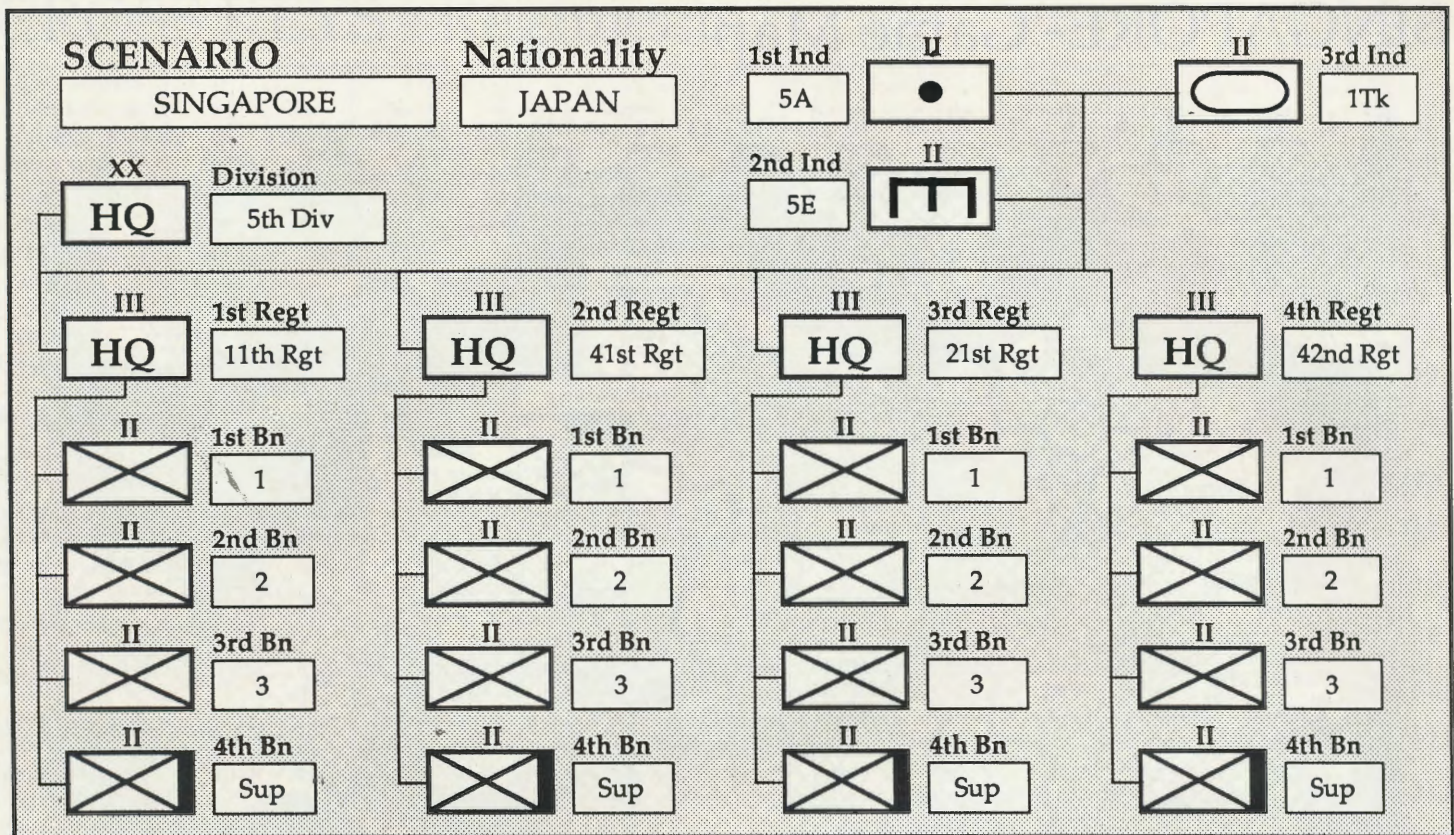 SCENARIO
SINGAPORE
Nationality
JAPAN
1st Ind
5A
II
II
3rd Ind
1Tk
2nd Ind
5E
II
XX
HQ
Division
5th Div
III
HQ
1st Regt
11th Rgt
III
HQ
2nd Regt
41st Rgt
III
HQ
3rd Regt
21st Rgt
III
HQ
4th Regt
42nd Rgt
II
1st Bn
1
II
1st Bn
1
II
1st Bn
1
II
1st Bn
1
II
2nd Bn
2
II
2nd Bn
2
II
2nd Bn
2
II
2nd Bn
2
II
3rd Bn
3
II
3rd Bn
3
II
3rd Bn
3
II
3rd Bn
3
II
4th Bn
Sup
II
4th Bn
Sup
II
4th Bn
Sup
II
4th Bn
Sup